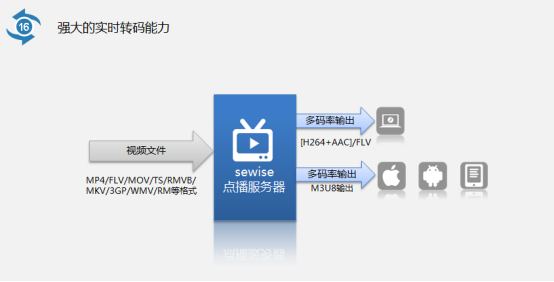 16
强大的实时转码能力
视频文件
MP4/FLV/MOV/TS/RMVB/
MKV/3GP/WMV/RM等格式
sewise
点播服务器
多码率输出
[H264+AAC]/FLV
多码率输出
M3U8输出